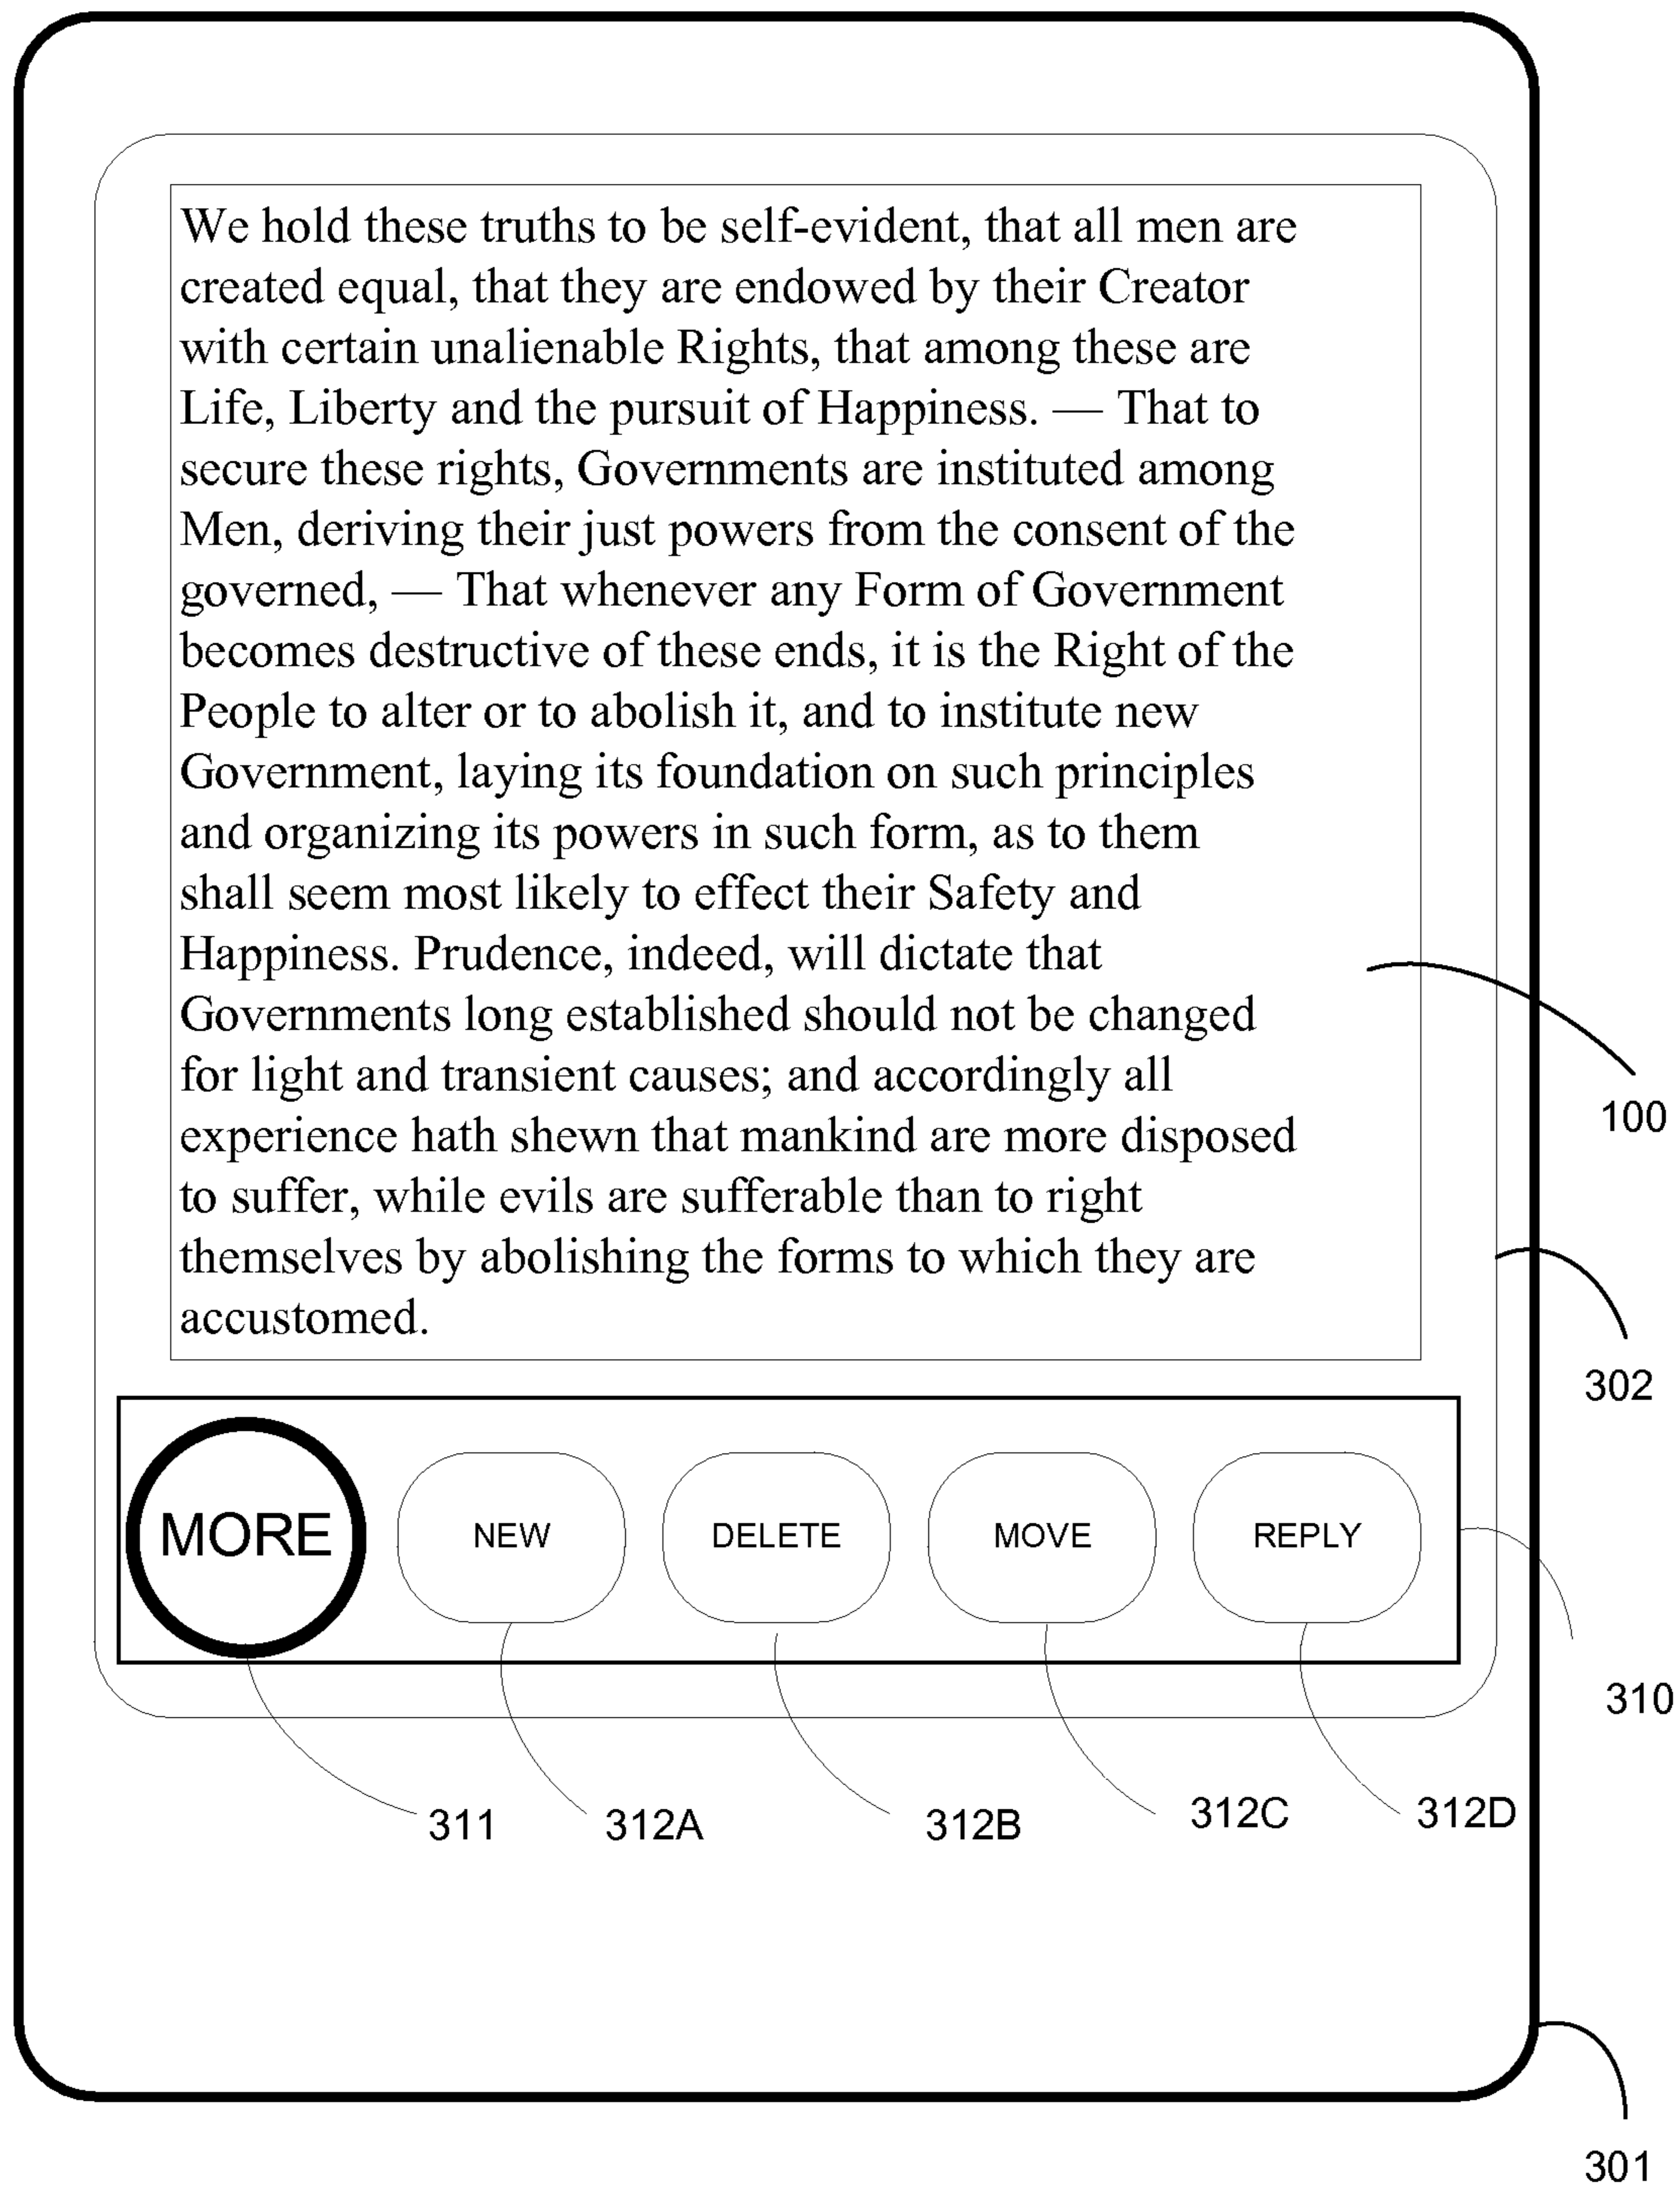 We hold these truths to be self-evident, that all men are
created equal, that they are endowed by their Creator
with certain unalienable Rights, that among these are
Life, Liberty and the pursuit of Happiness. — That to
secure these rights, Governments are instituted among
Men, deriving their just powers from the consent of the
governed, — That whenever any Form of Government
becomes destructive of these ends, it is the Right of the
People to alter or to abolish it, and to institute new
Government, laying its foundation on such principles
and organizing its powers in such form, as to them
shall seem most likely to effect their Safety and
Happiness. Prudence, indeed, will dictate that
Governments long established should not be changed
for light and transient causes; and accordingly all
experience hath shewn that mankind are more disposed
to suffer, while evils are sufferable than to right
themselves by abolishing the forms to which they are
accustomed.
100
302
MORE NEW DELETE MOVE REPLY
310
311 312A 312B 312C 312D
301